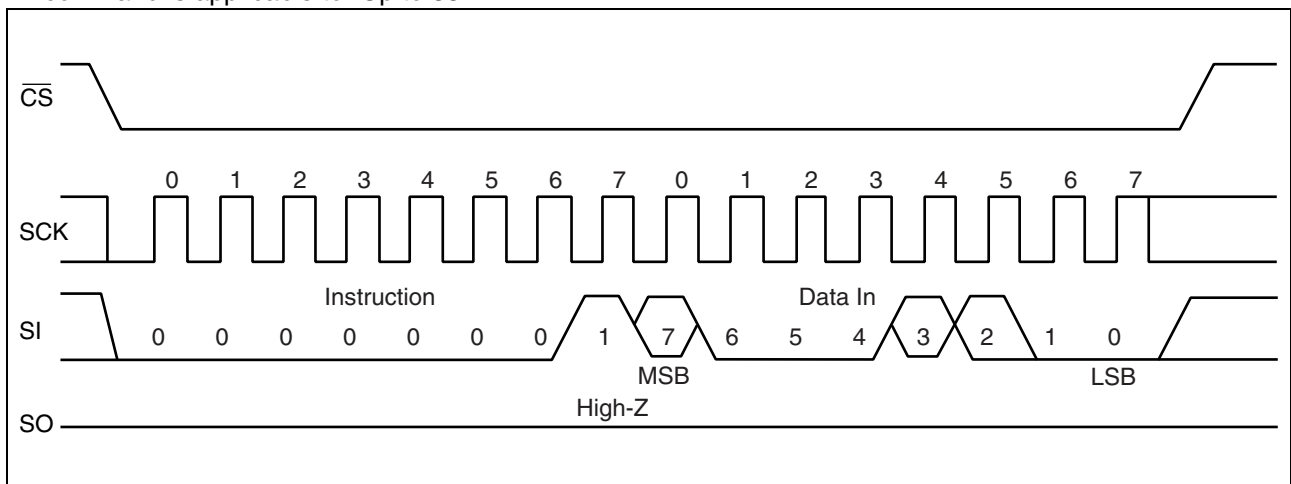 CS
0 1 2 3 4 5 6 7 0 1 2 3 4 5 6 7
SCK
Instruction Data In
SI 0 0 0 0 0 0 0 1 7 6 5 4 3 2 1 0
MSB LSB
High-Z
SO